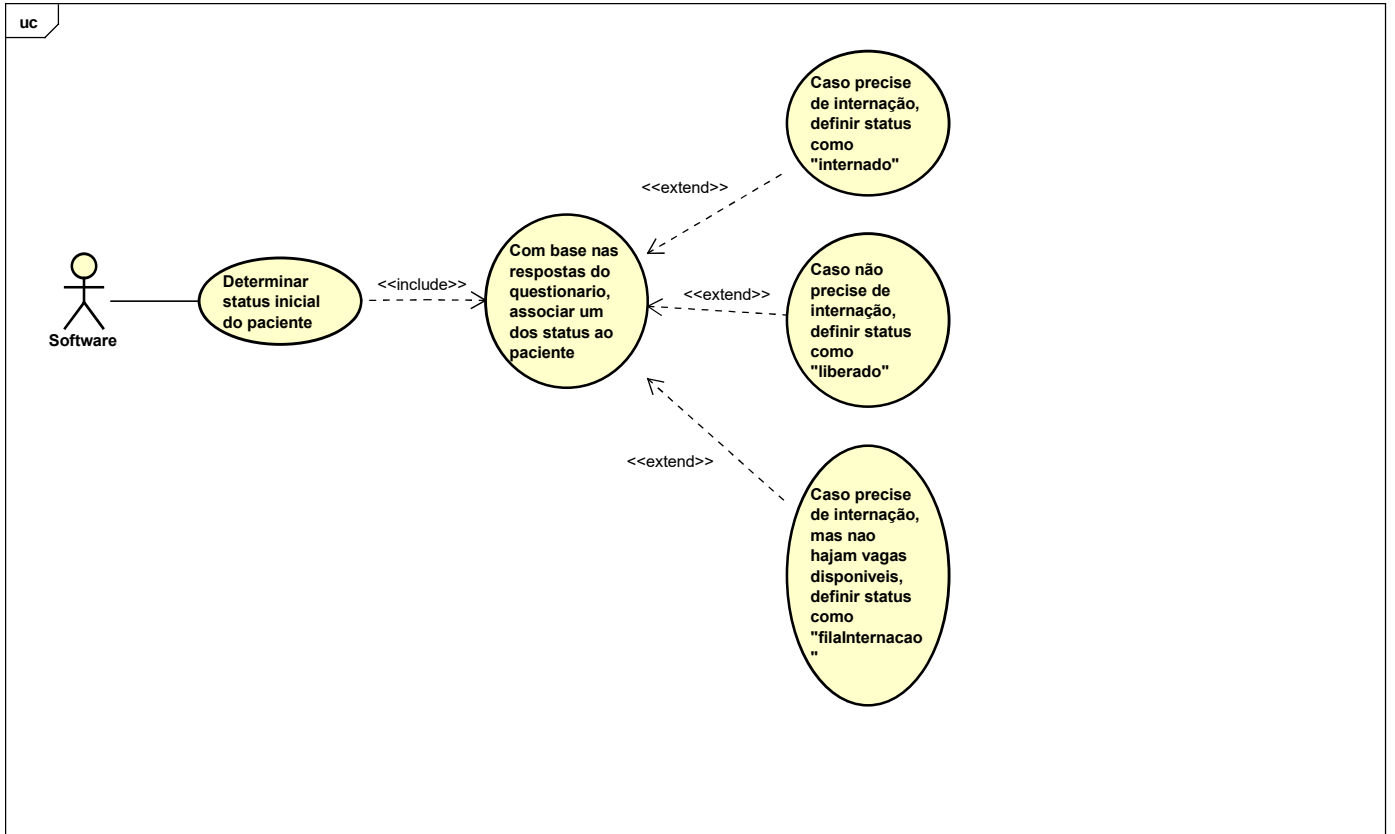 uc
Software
Determinar
status inicial
do paciente
<<include>>
Com base nas
respostas do
questionario,
associar um
dos status ao
paciente
<<extend>>
Caso precise
de internação,
definir status
como
"internado"
<<extend>>
Caso não
precise de
internação,
definir status
como
"liberado"
<<extend>>
Caso precise
de internação,
mas nao
hajam vagas
disponiveis,
definir status
como
"filaInternacao
"